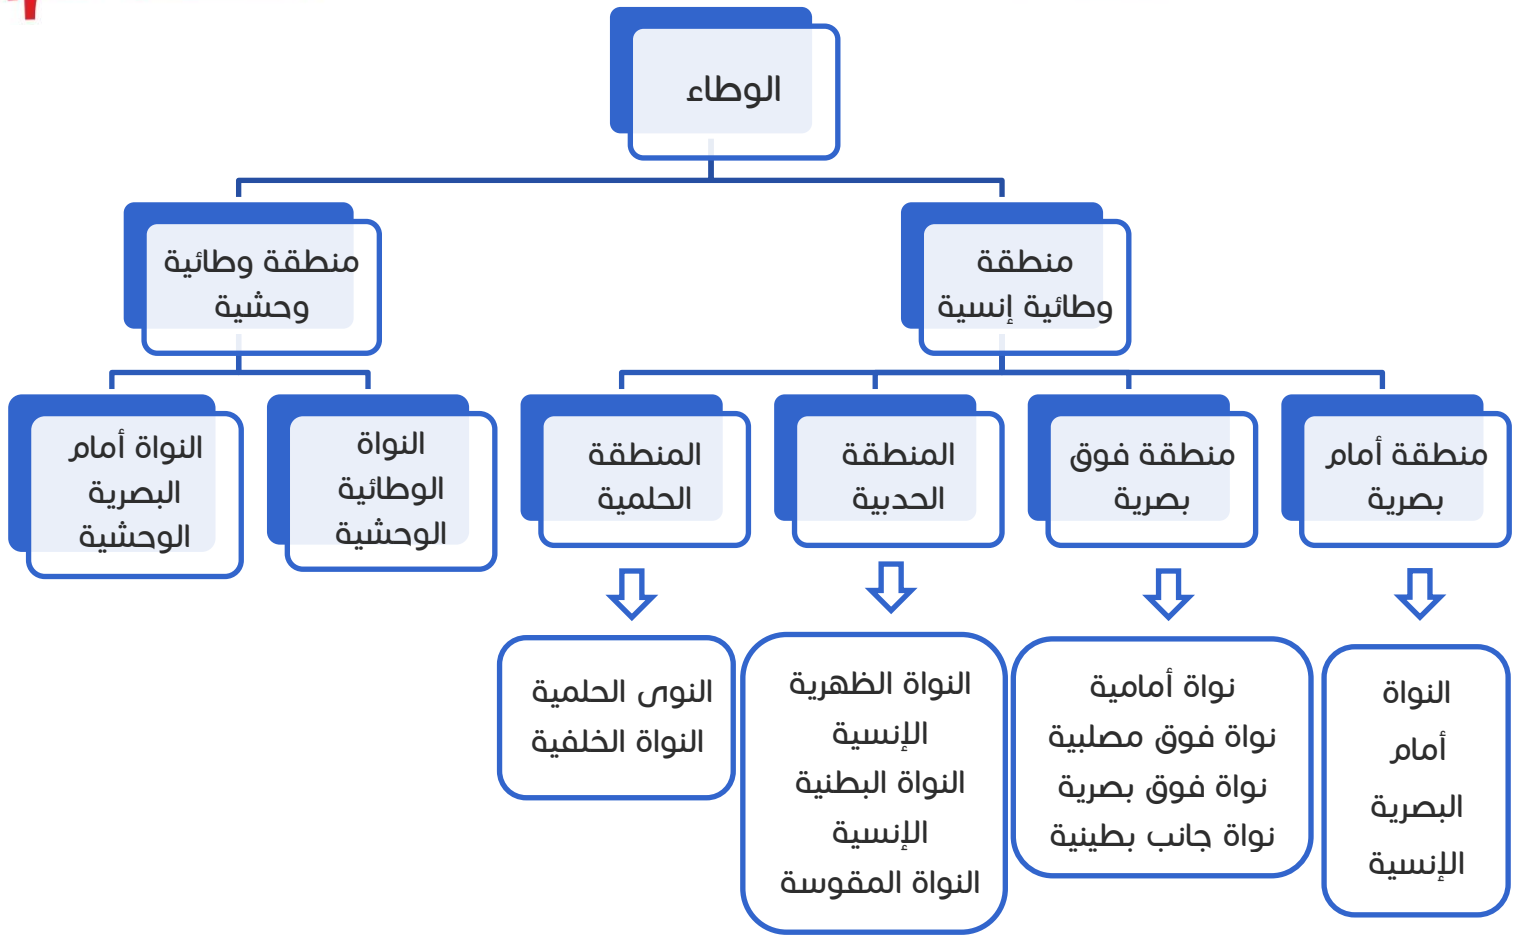 الوطاء
منطقة
وطائية إنسية
منطقة وطائية
وحشية
منطقة أمام
بصرية
منطقة فوق
بصرية
المنطقة
الحدبية
المنطقة
الحلمية
النواة
الوطائية
الوحشية
النواة أمام
البصرية
الوحشية
النواة
أمام
البصرية
الإنسية
نواة أمامية
نواة فوق مصلبية
نواة فوق بصرية
نواة جانب بطينية
النواة الظهرية
الإنسية
النواة البطنية
الإنسية
النواة المقوسة
النوى الحلمية
النواة الخلفية